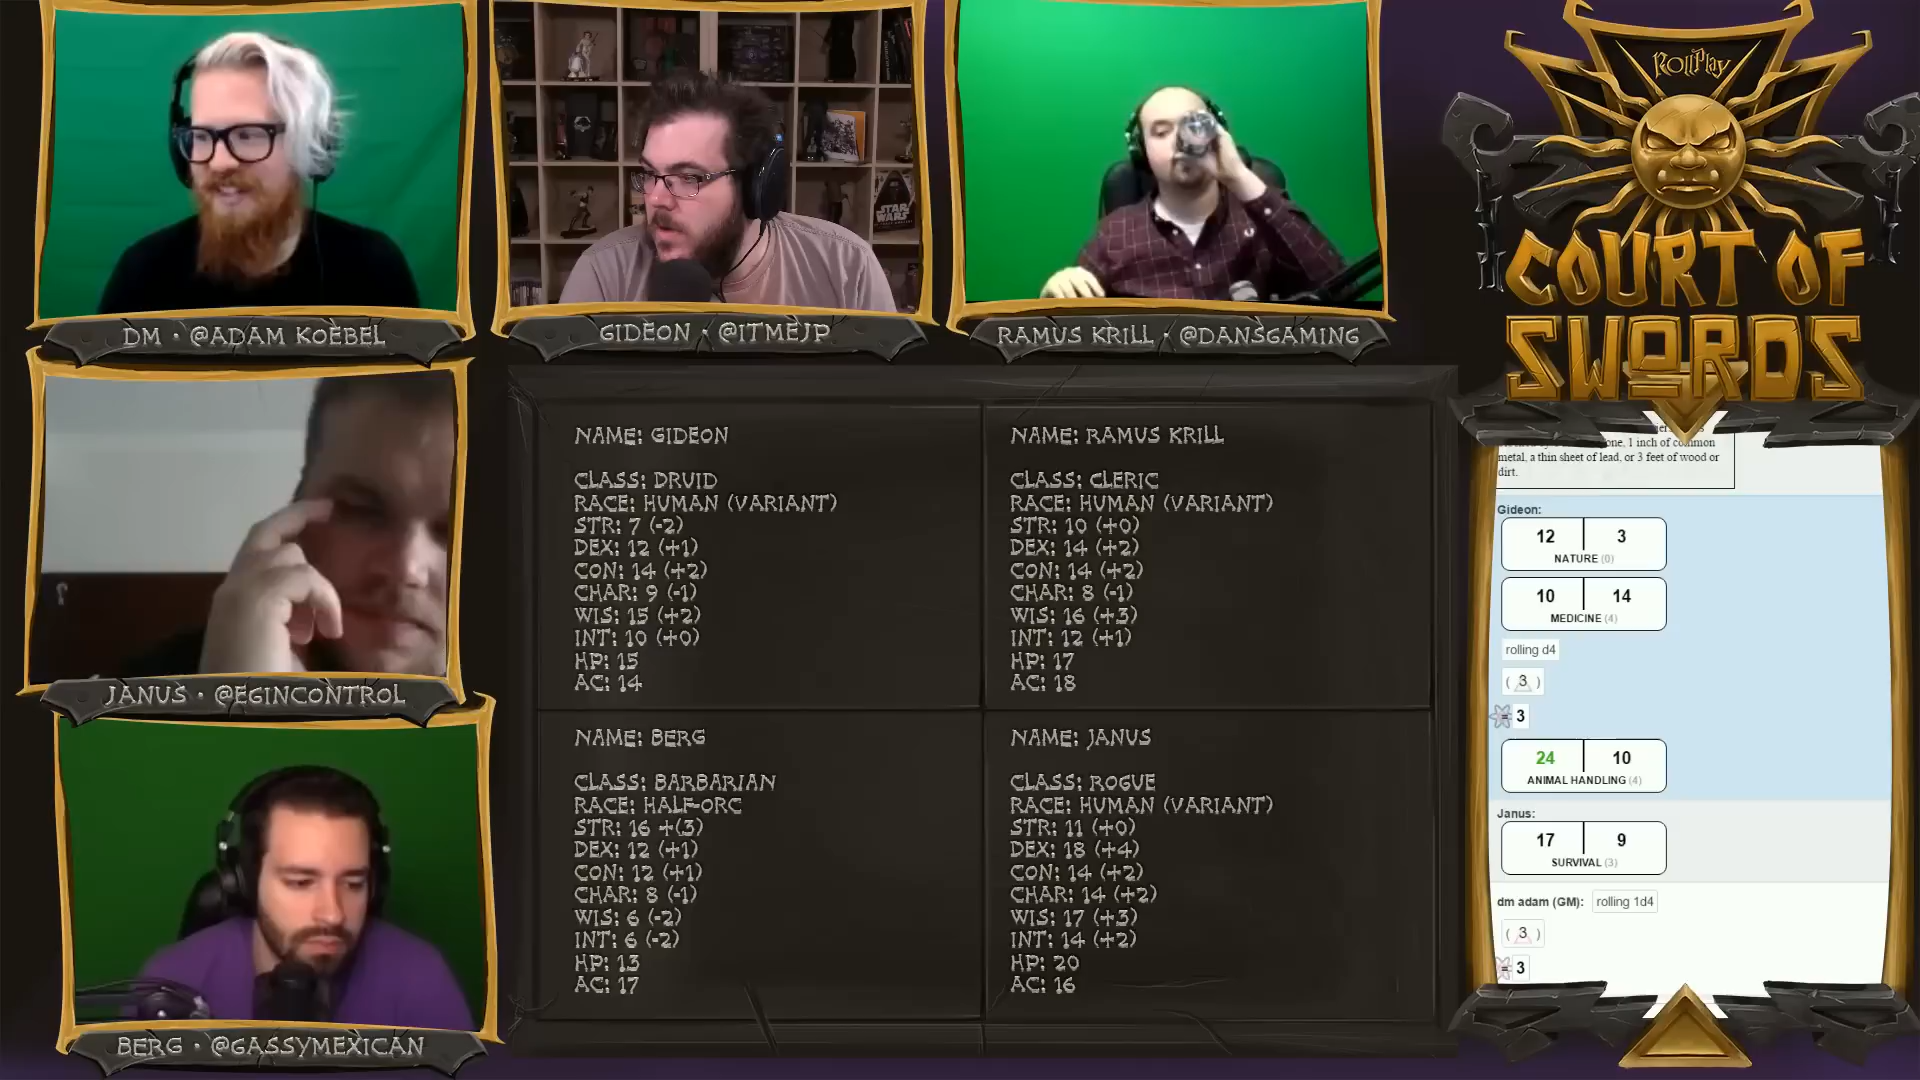 DM · @ADAM KOEBEL
GIDEON · @ITMEJP
RAMUS KRILL · @DANSGAMING
STAR
WARS
JANUS · @EGINCONTROL
BERG · @GASSYMEXICAN
NAME: GIDEON
CLASS: DRUID
RACE: HUMAN (VARIANT)
STR: 7 (-2)
DEX: 12 (+1)
CON: 14 (+2)
CHAR: 9 (-1)
WIS: 15 (+2)
INT: 10 (+0)
HP: 15
AC: 14
NAME: RAMUS KRILL
CLASS: CLERIC
RACE: HUMAN (VARIANT)
STR: 10 (+0)
DEX: 14 (+2)
CON: 14 (+2)
CHAR: 8 (-1)
WIS: 16 (+3)
INT: 12 (+1)
HP: 17
AC: 18
NAME: BERG
CLASS: BARBARIAN
RACE: HALF-ORC
STR: 16 +(3)
DEX: 12 (+1)
CON: 12 (+1)
CHAR: 8 (-1)
WIS: 6 (-2)
INT: 6 (-2)
HP: 13
AC: 17
NAME: JANUS
CLASS: ROGUE
RACE: HUMAN (VARIANT)
STR: 11 (+0)
DEX: 18 (+4)
CON: 14 (+2)
CHAR: 14 (+2)
WIS: 17 (+3)
INT: 14 (+2)
HP: 20
AC: 16
ROLLPLAY
COURT OF
SWORDS
1 inch of common
metal, a thin sheet of lead, or 3 feet of wood or
dirt.
Gideon:
12 3
NATURE (0)
10 14
MEDICINE (4)
rolling d4
( 3 )
= 3
24 10
ANIMAL HANDLING (4)
Janus:
17 9
SURVIVAL (3)
dm adam (GM): rolling 1d4
( 3 )
= 3